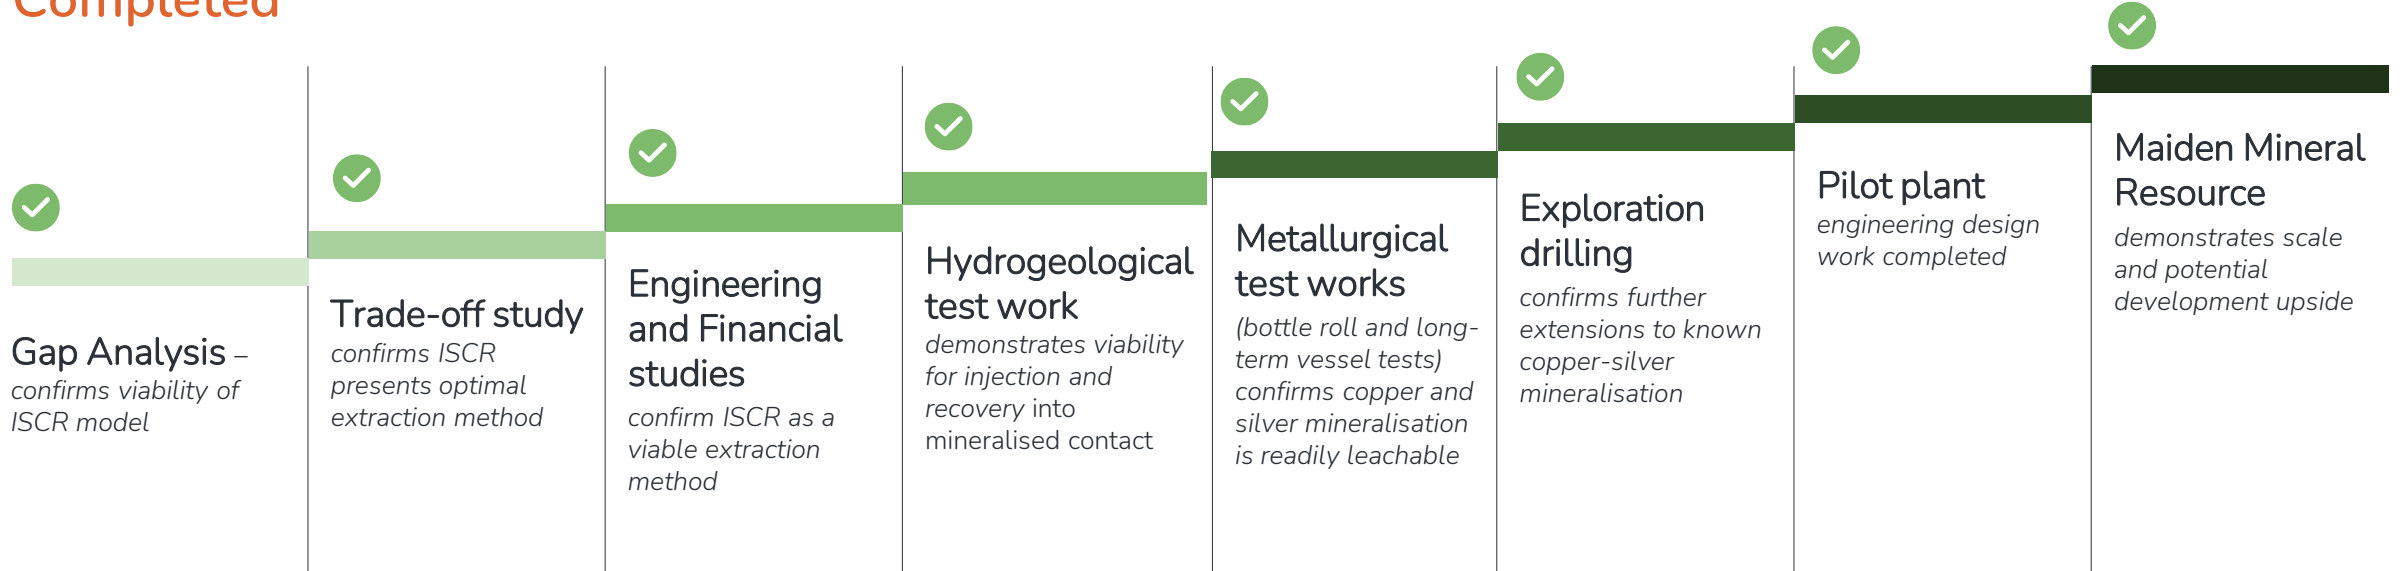 Completed
Gap Analysis –
confirms viability of
ISCR model
Trade-off study
confirms ISCR
presents optimal
extraction method
Engineering
and Financial
studies
confirm ISCR as a
viable extraction
method
Hydrogeological
test work
demonstrates viability
for injection and
recovery into
mineralised contact
Metallurgical
test works
(bottle roll and long-
term vessel tests)
confirms copper and
silver mineralisation
is readily leachable
Exploration
drilling
confirms further
extensions to known
copper-silver
mineralisation
Pilot plant
engineering design
work completed
Maiden Mineral
Resource
demonstrates scale
and potential
development upside